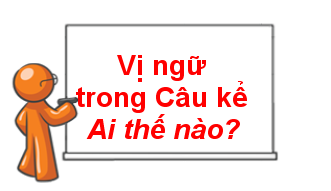 Vị ngữ
trong Câu kể
Ai thế nào?